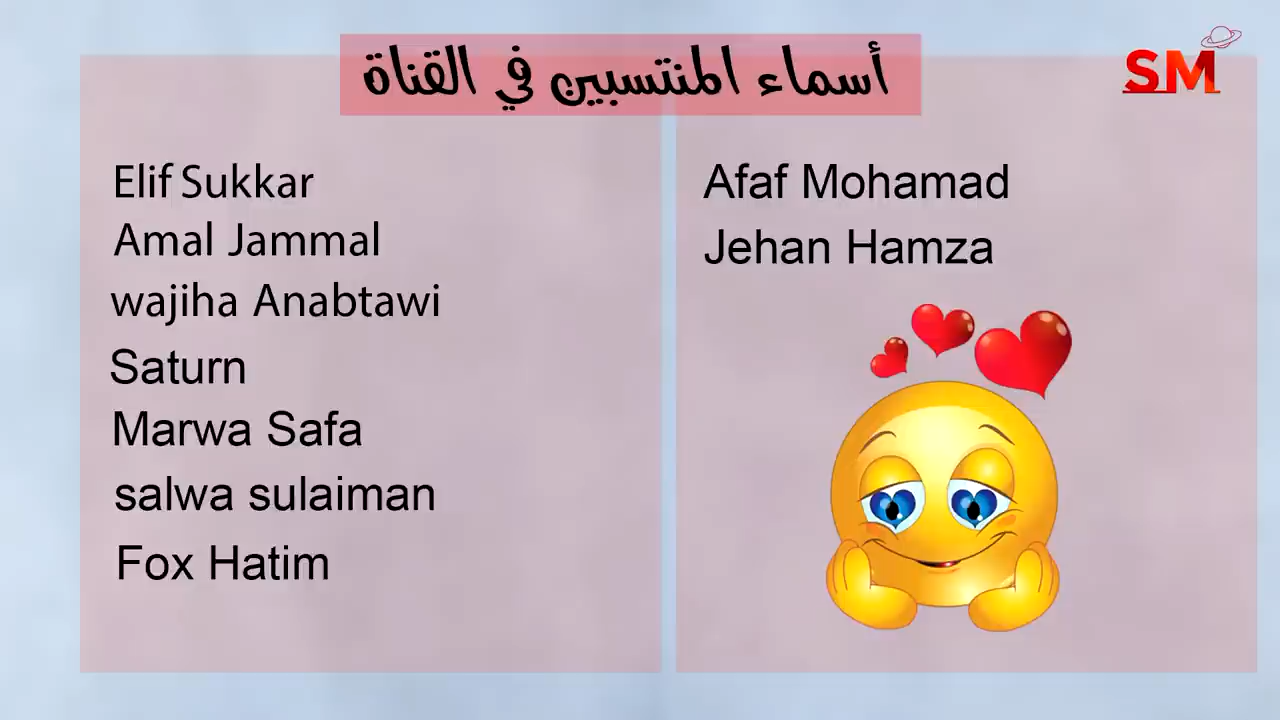 أسماء المنتسبين في القناة
SM
Elif Sukkar
Amal Jammal
wajiha Anabtawi
Saturn
Marwa Safa
salwa sulaiman
Fox Hatim
Afaf Mohamad
Jehan Hamza